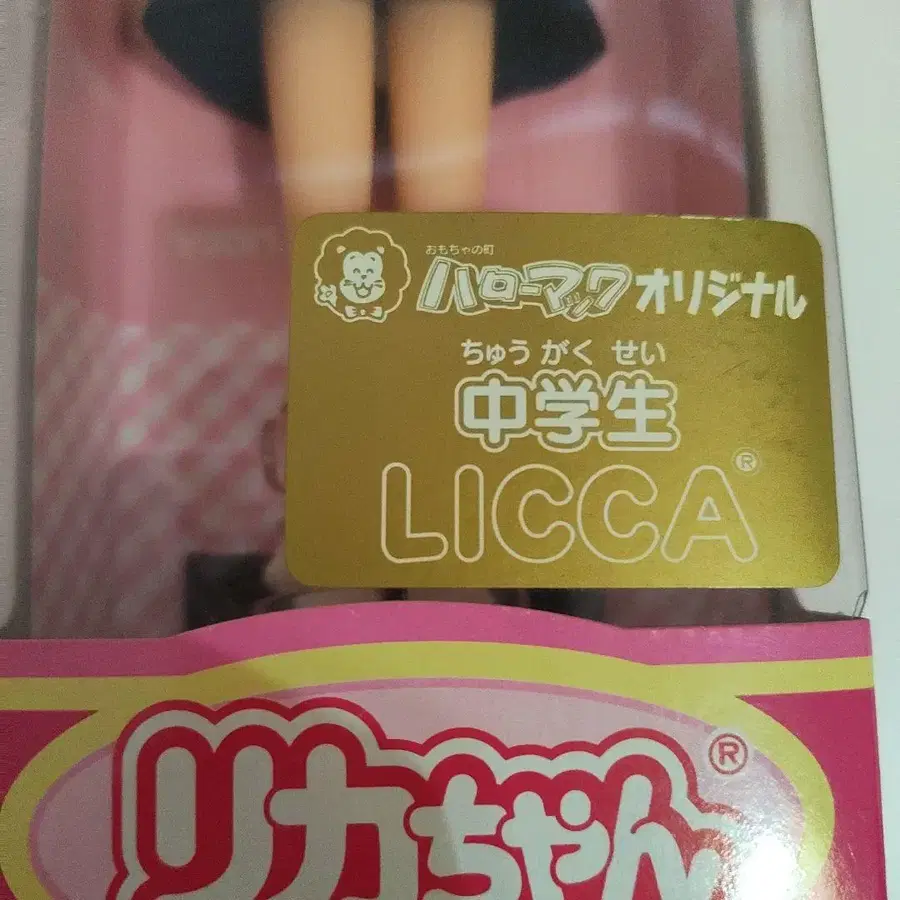 おもちゃの町
ハローマック オリジナル
ちゅう がく せい
中学生
LICCA®
リカちゃん®